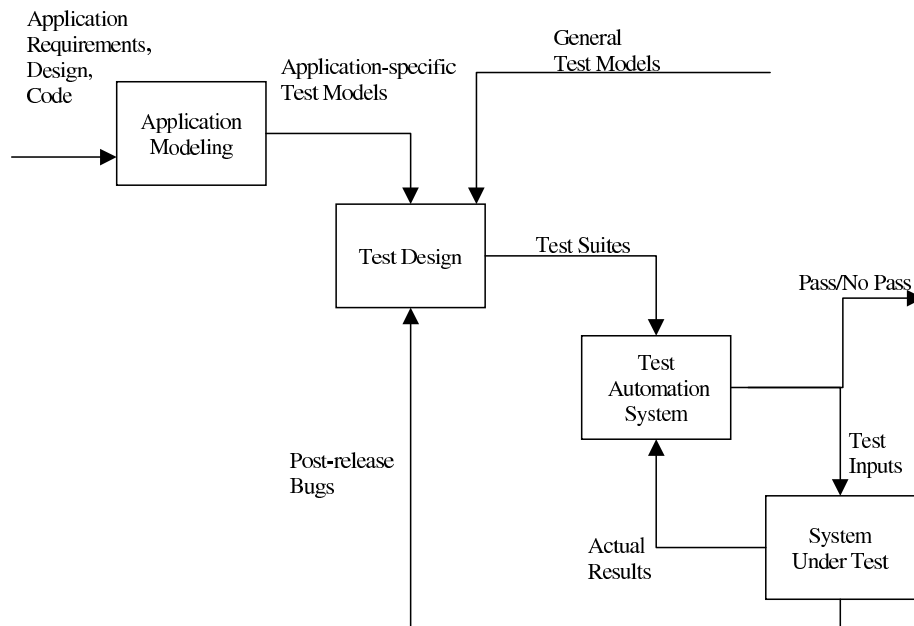 Application
Requirements,
Design,
Code
Application-specific
Test Models
General
Test Models
Application
Modeling
Test Design
Test Suites
Pass/No Pass
Test
Automation
System
Test
Inputs
Post-release
Bugs
Actual
Results
System
Under Test